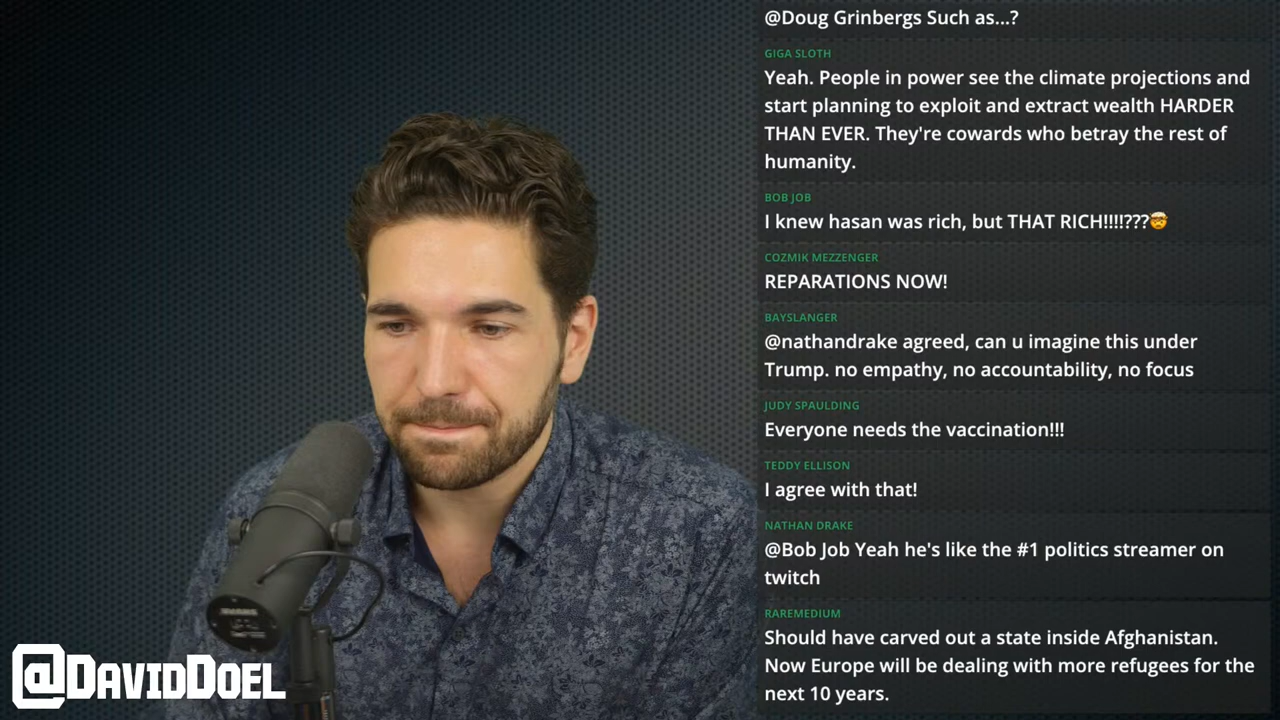 @Doug Grinbergs Such as...?
GIGA SLOTH
Yeah. People in power see the climate projections and
start planning to exploit and extract wealth HARDER
THAN EVER. They're cowards who betray the rest of
humanity.
BOB JOB
I knew hasan was rich, but THAT RICH!!!!???🤯
COZMIK MEZZENGER
REPARATIONS NOW!
BAYSLANGER
@nathandrake agreed, can u imagine this under
Trump. no empathy, no accountability, no focus
JUDY SPAULDING
Everyone needs the vaccination!!!
TEDDY ELLISON
I agree with that!
NATHAN DRAKE
@Bob Job Yeah he's like the #1 politics streamer on
twitch
RAREMEDIUM
Should have carved out a state inside Afghanistan.
Now Europe will be dealing with more refugees for the
next 10 years.
@DAVIDDOEL